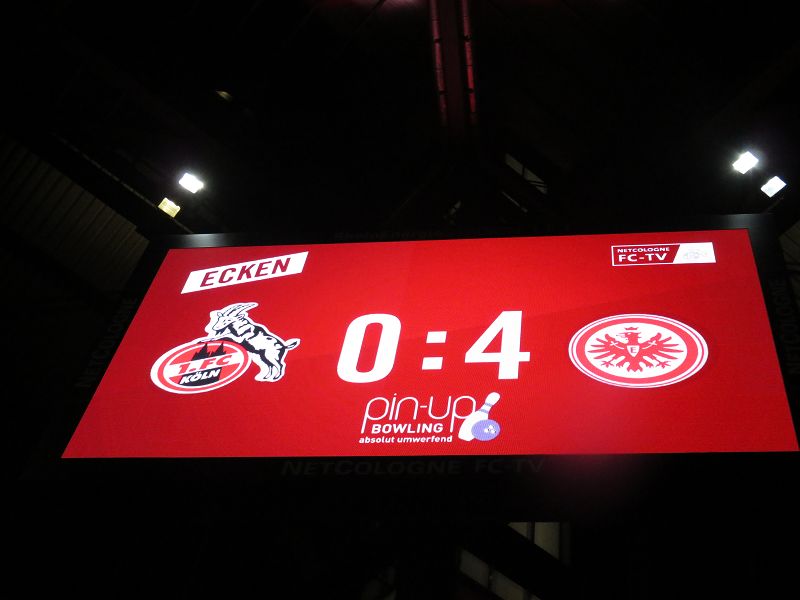 ECKEN
NETCOLOGNE
FC-TV
1. FC
KÖLN
0:4
pin-up
BOWLING
absolut umwerfend
NETCOLOGNE FC-TV